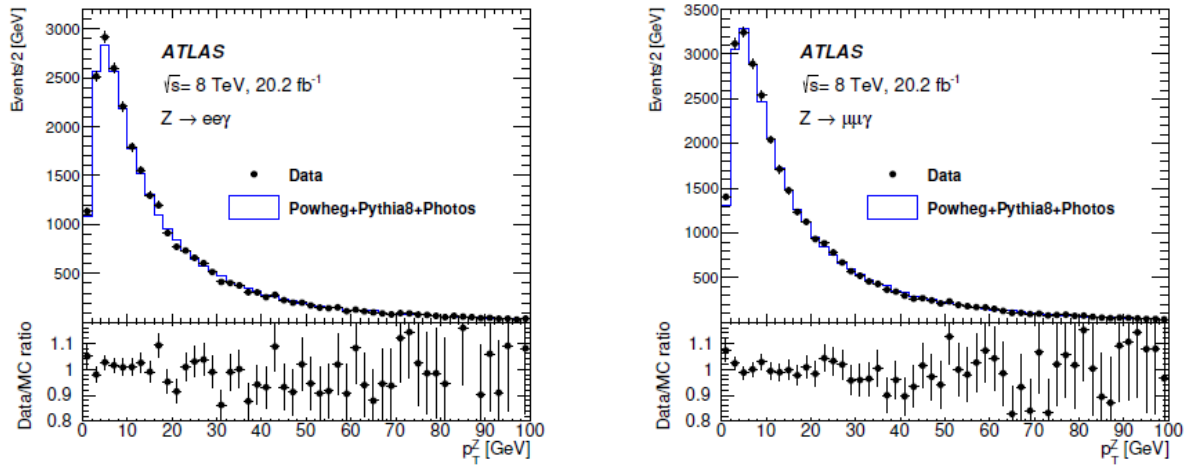 Events/2 [GeV]
3000
2500
2000
1500
1000
500
ATLAS
√s= 8 TeV, 20.2 fb⁻¹
Z → eeγ
Data
Powheg+Pythia8+Photos
Data/MC ratio
1.1
1
0.9
0.8
0 10 20 30 40 50 60 70 80 90 100
p_T^Z [GeV]
Events/2 [GeV]
3500
3000
2500
2000
1500
1000
500
ATLAS
√s= 8 TeV, 20.2 fb⁻¹
Z → μμγ
Data
Powheg+Pythia8+Photos
Data/MC ratio
1.1
1
0.9
0.8
0 10 20 30 40 50 60 70 80 90 100
p_T^Z [GeV]